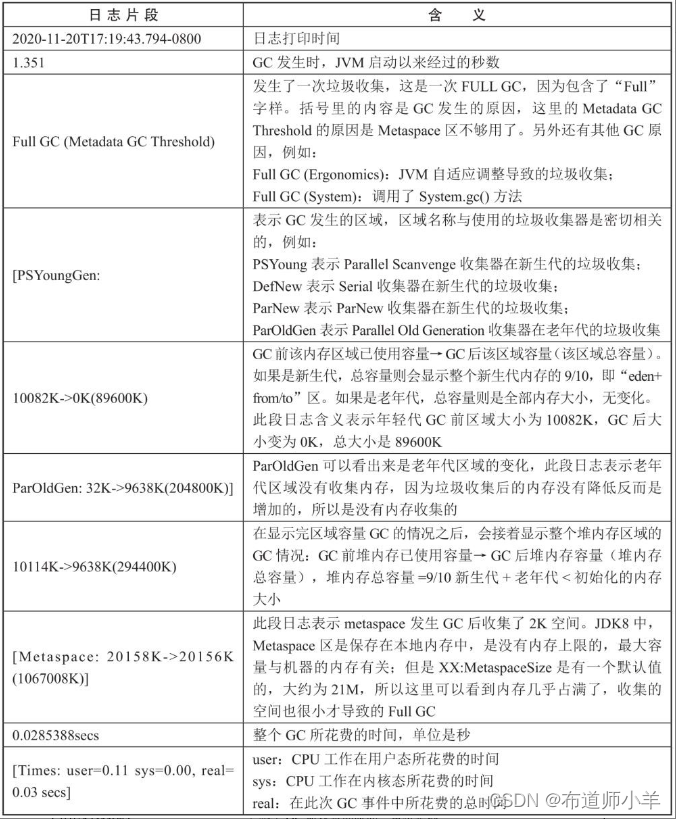 日志片段 含 义
2020-11-20T17:19:43.794-0800 日志打印时间
1.351 GC 发生时，JVM 启动以来经过的秒数
Full GC (Metadata GC Threshold)
发生了一次垃圾收集，这是一次 FULL GC，因为包含了“Full”
字样。括号里的内容是 GC 发生的原因，这里的 Metadata GC
Threshold 的原因是 Metaspace 区不够用了。另外还有其他 GC 原
因，例如：
Full GC (Ergonomics)：JVM 自适应调整导致的垃圾收集；
Full GC (System)：调用了 System.gc() 方法
[PSYoungGen:
表示 GC 发生的区域，区域名称与使用的垃圾收集器是密切相关
的，例如：
PSYoung 表示 Parallel Scanvenge 收集器在新生代的垃圾收集；
DefNew 表示 Serial 收集器在新生代的垃圾收集；
ParNew 表示 ParNew 收集器在新生代的垃圾收集；
ParOldGen 表示 Parallel Old Generation 收集器在老年代的垃圾收集
10082K->0K(89600K)
GC 前该内存区域已使用容量→GC 后该区域容量（该区域总容量）。
如果是新生代，总容量则会显示整个新生代内存的 9/10，即“eden+
from/to”区。如果是老年代，总容量则是全部内存大小，无变化。
此段日志含义表示年轻代 GC 前区域大小为 10082K，GC 后大
小变为 0K，总大小是 89600K
ParOldGen: 32K->9638K(204800K)]
ParOldGen 可以看出来是老年代区域的变化，此段日志表示老年
代区域没有收集内存，因为垃圾收集后的内存没有降低反而是
增加的，所以是没有内存收集的
10114K->9638K(294400K)
在显示完区域容量 GC 的情况之后，会接着显示整个堆内存区域的
GC 情况：GC 前堆内存已使用容量→ GC 后堆内存容量（堆内存
总容量），堆内存总容量 =9/10 新生代 + 老年代 < 初始化的内存
大小
[Metaspace: 20158K->20156K
(1067008K)]
此段日志表示 metaspace 发生 GC 后收集了 2K 空间。JDK8 中，
Metaspace 区是保存在本地内存中，是没有内存上限的，最大容
量与机器的内存有关；但是 XX:MetaspaceSize 是有一个默认值
的，大约为 21M，所以这里可以看到内存几乎占满了，收集的
空间也很小才导致的 Full GC
0.0285388secs 整个 GC 所花费的时间，单位是秒
[Times: user=0.11 sys=0.00, real=
0.03 secs]
user：CPU 工作在用户态所花费的时间
sys：CPU 工作在内核态所花费的时间
real：在此次 GC 事件中所花费的总时间
CSDN @布道师小羊